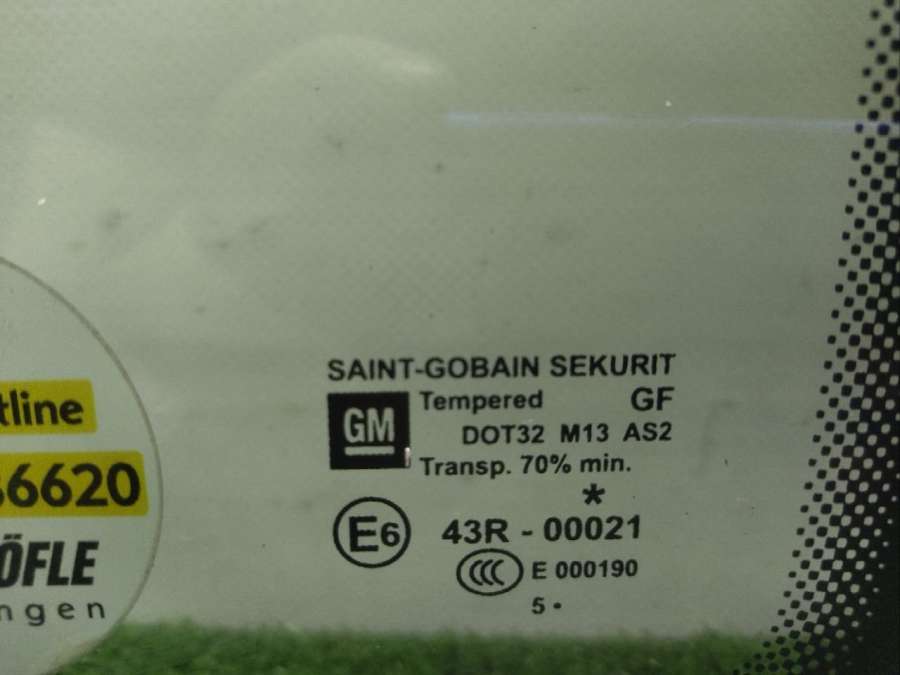 SAINT-GOBAIN SEKURIT
GM
Tempered GF
DOT32 M13 AS2
Transp. 70% min.
*
E6 43R - 00021
CCC E 000190
5 •
tline
6620
ÖFLE
ngen